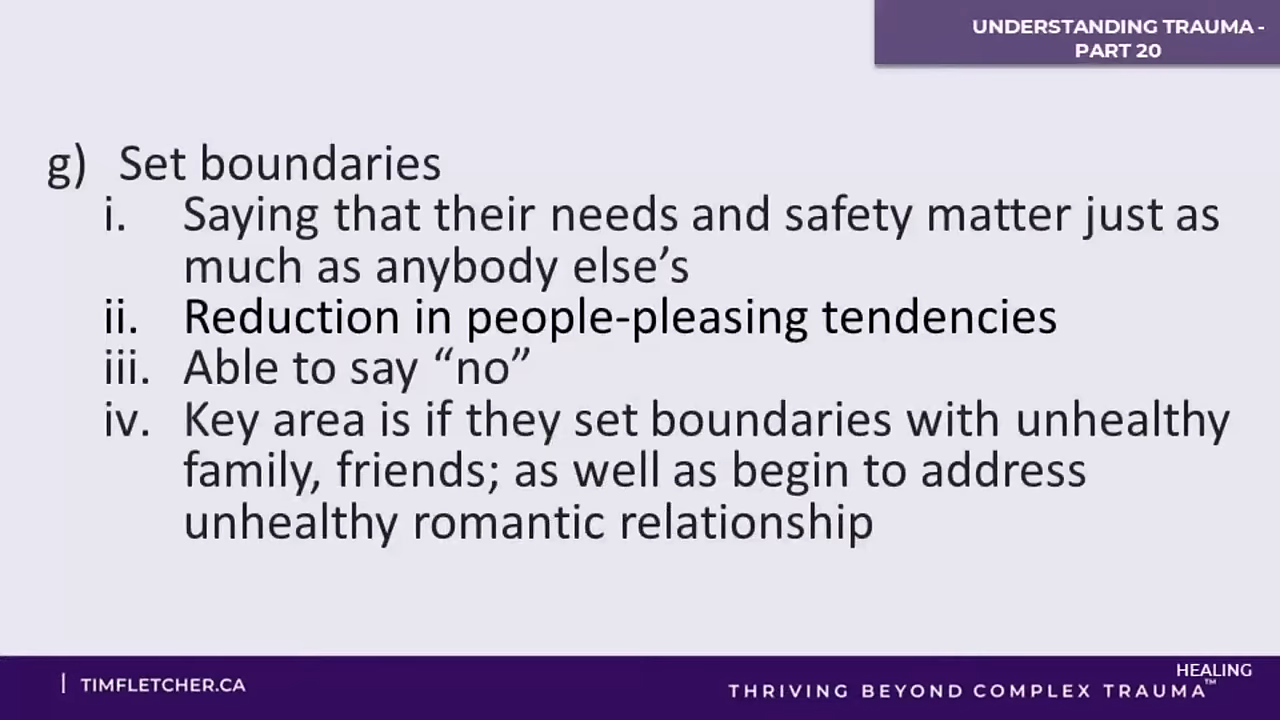 UNDERSTANDING TRAUMA -
PART 20
g) Set boundaries
i. Saying that their needs and safety matter just as
much as anybody else’s
ii. Reduction in people-pleasing tendencies
iii. Able to say “no”
iv. Key area is if they set boundaries with unhealthy
family, friends; as well as begin to address
unhealthy romantic relationship
| TIMFLETCHER.CA
HEALING
THRIVING BEYOND COMPLEX TRAUMA™